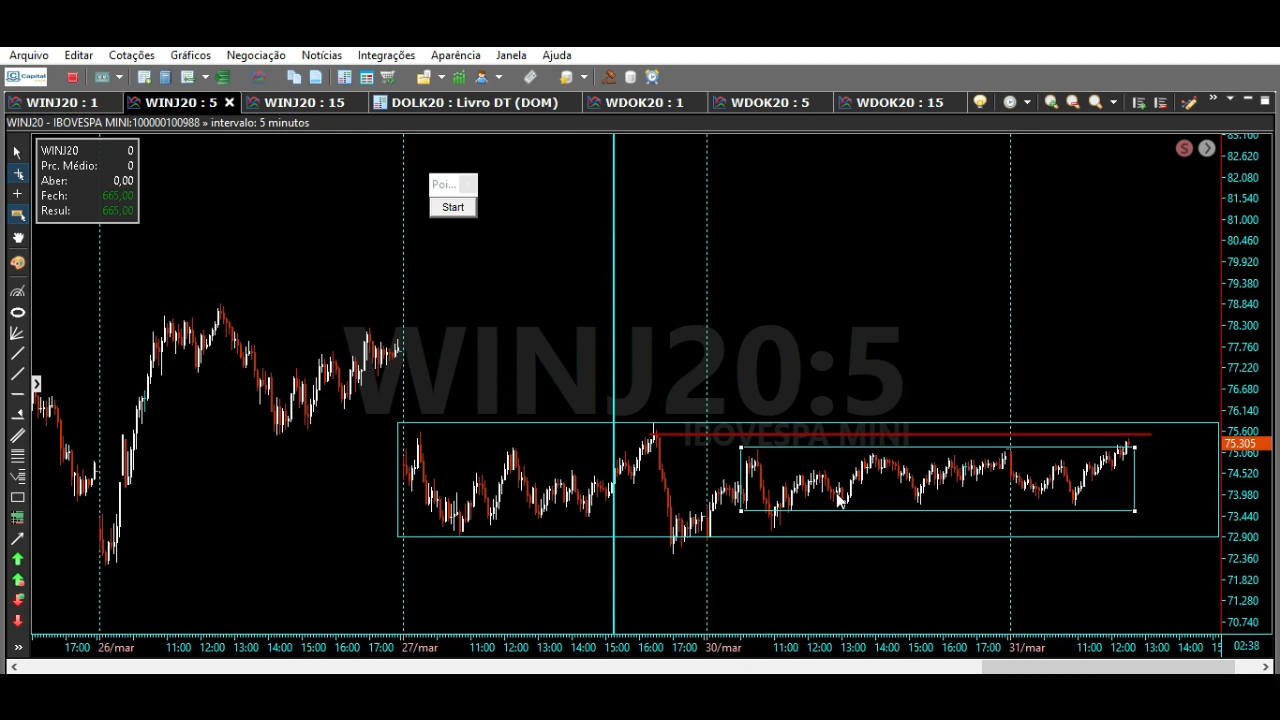 Arquivo Editar Cotações Gráficos Negociação Notícias Integrações Aparência Janela Ajuda
Capital
WINJ20 : 1 WINJ20 : 5 WINJ20 : 15 DOLK20 : Livro DT (DOM) WDOK20 : 1 WDOK20 : 5 WDOK20 : 15
WINJ20 - IBOVESPA MINI:100000100988 » intervalo: 5 minutos
WINJ20 0
Prc. Médio: 0
Aber: 0,00
Fech: 665,00
Resul: 665,00
Poi...
Start
S
WINJ20:5
IBOVESPA MINI
83.160
82.620
82.080
81.540
81.000
80.460
79.920
79.380
78.840
78.300
77.760
77.220
76.680
76.140
75.600
75.305
75.060
74.520
73.980
73.440
72.900
72.360
71.820
71.280
70.740
17:00 26/mar 11:00 12:00 13:00 14:00 15:00 16:00 17:00 27/mar 11:00 12:00 13:00 14:00 15:00 16:00 17:00 30/mar 11:00 12:00 13:00 14:00 15:00 16:00 17:00 31/mar 11:00 12:00 13:00 14:00 02:38